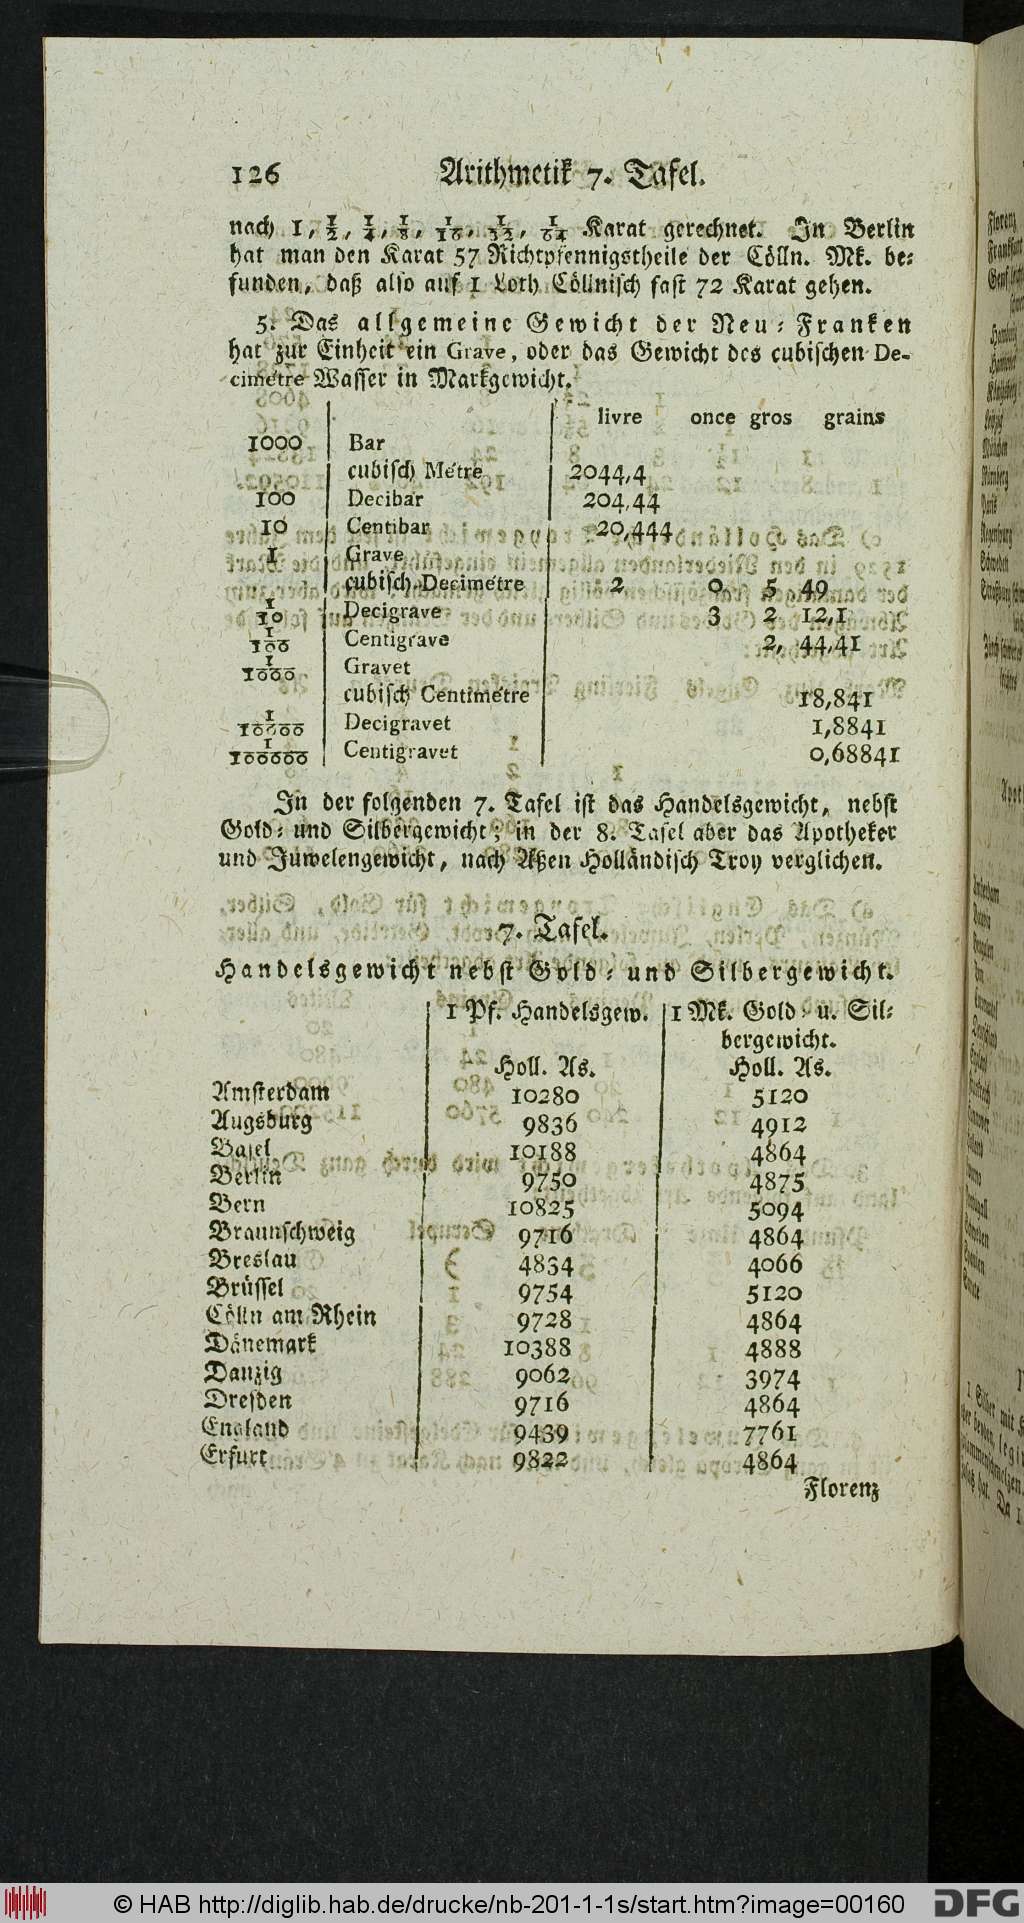 126 Arithmetik 7. Tafel.
nach 1, 1/2, 1/4, 1/8, 1/16, 1/32, 1/64 Karat gerechnet. In Berlin
hat man den Karat 57 Richtpfennigstheile der Cölln. Mk. be⸗
funden, daß also auf 1 Loth Cöllnisch fast 72 Karat gehen.
5. Das allgemeine Gewicht der Neu⸗Franken
hat zur Einheit ein Grave, oder das Gewicht des cubischen De-
cimétre Wasser in Markgewicht.
livre once gros grains
1000 Bar
cubisch Métre 2044,4
100 Decibar 204,44
10 Centibar 20,444
1 Grave
cubisch Decimétre 2 0 5 49
1/10 Decigrave 3 2 12,1
1/100 Centigrave 2, 44,41
1/1000 Gravet
cubisch Centimétre 18,841
1/10000 Decigravet 1,8841
1/100000 Centigravet 0,68841
In der folgenden 7. Tafel ist das Handelsgewicht, nebst
Gold⸗ und Silbergewicht; in der 8. Tafel aber das Apotheker
und Juwelengewicht, nach Aßen Holländisch Troy verglichen.
7. Tafel.
Handelsgewicht nebst Gold⸗ und Silbergewicht.
1 Pf. Handelsgew. 1 Mk. Gold⸗ u. Sil⸗
bergewicht.
Holl. As. Holl. As.
Amsterdam 10280 5120
Augsburg 9836 4912
Basel 10188 4864
Berlin 9750 4875
Bern 10825 5094
Braunschweig 9716 4864
Breslau 4834 4066
Brüssel 9754 5120
Cölln am Rhein 9728 4864
Dänemark 10388 4888
Danzig 9062 3974
Dresden 9716 4864
England 9439 7761
Erfurt 9822 4864
Florenz
© HAB http://diglib.hab.de/drucke/nb-201-1-1s/start.htm?image=00160
DFG